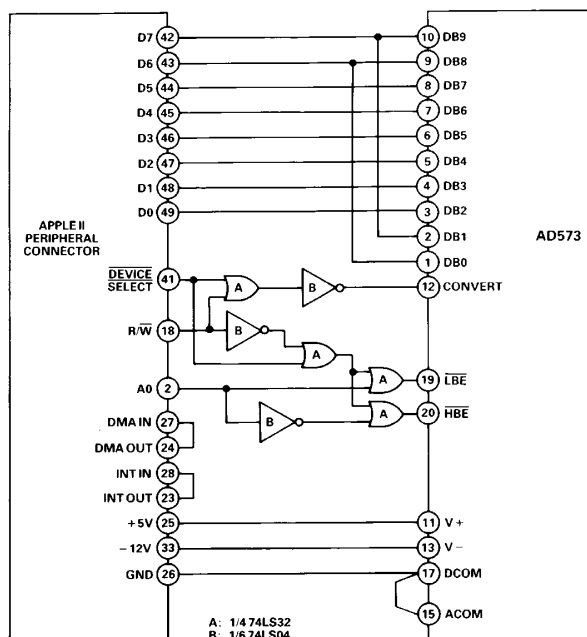 D7 42 10 DB9
D6 43 9 DB8
D5 44 8 DB7
D4 45 7 DB6
D3 46 6 DB5
D2 47 5 DB4
D1 48 4 DB3
D0 49 3 DB2
2 DB1
1 DB0
APPLE II
PERIPHERAL
CONNECTOR
AD573
DEVICE
SELECT
41 A B 12 CONVERT
R/W 18 B A
A0 2 A 19 LBE
B A 20 HBE
DMA IN 27
DMA OUT 24
INT IN 28
INT OUT 23
+5V 25 11 V+
−12V 33 13 V−
GND 26 17 DCOM
15 ACOM
A: 1/4 74LS32
B: 1/6 74LS04